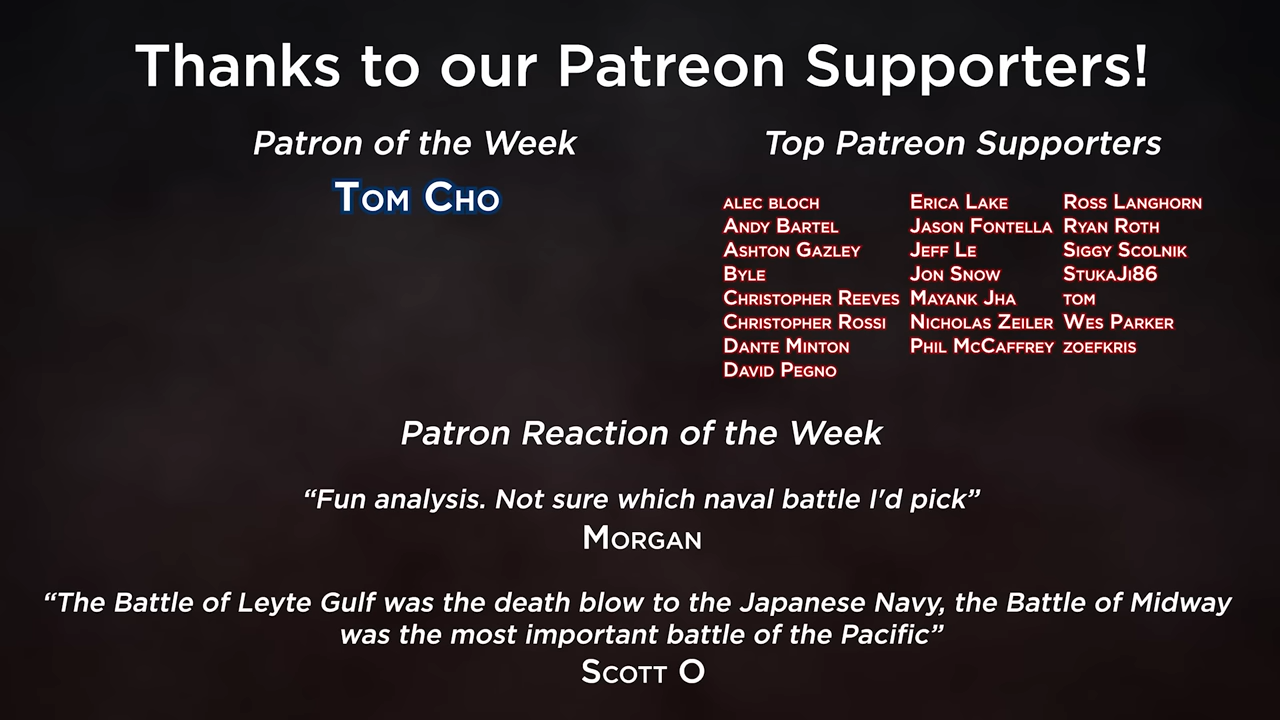 Thanks to our Patreon Supporters!
Patron of the Week
Tom Cho
Top Patreon Supporters
alec bloch
Andy Bartel
Ashton Gazley
Byle
Christopher Reeves
Christopher Rossi
Dante Minton
David Pegno
Erica Lake
Jason Fontella
Jeff Le
Jon Snow
Mayank Jha
Nicholas Zeiler
Phil McCaffrey
Ross Langhorn
Ryan Roth
Siggy Scolnik
StukaJi86
tom
Wes Parker
zoefkris
Patron Reaction of the Week
“Fun analysis. Not sure which naval battle I'd pick”
Morgan
“The Battle of Leyte Gulf was the death blow to the Japanese Navy, the Battle of Midway
was the most important battle of the Pacific”
Scott O